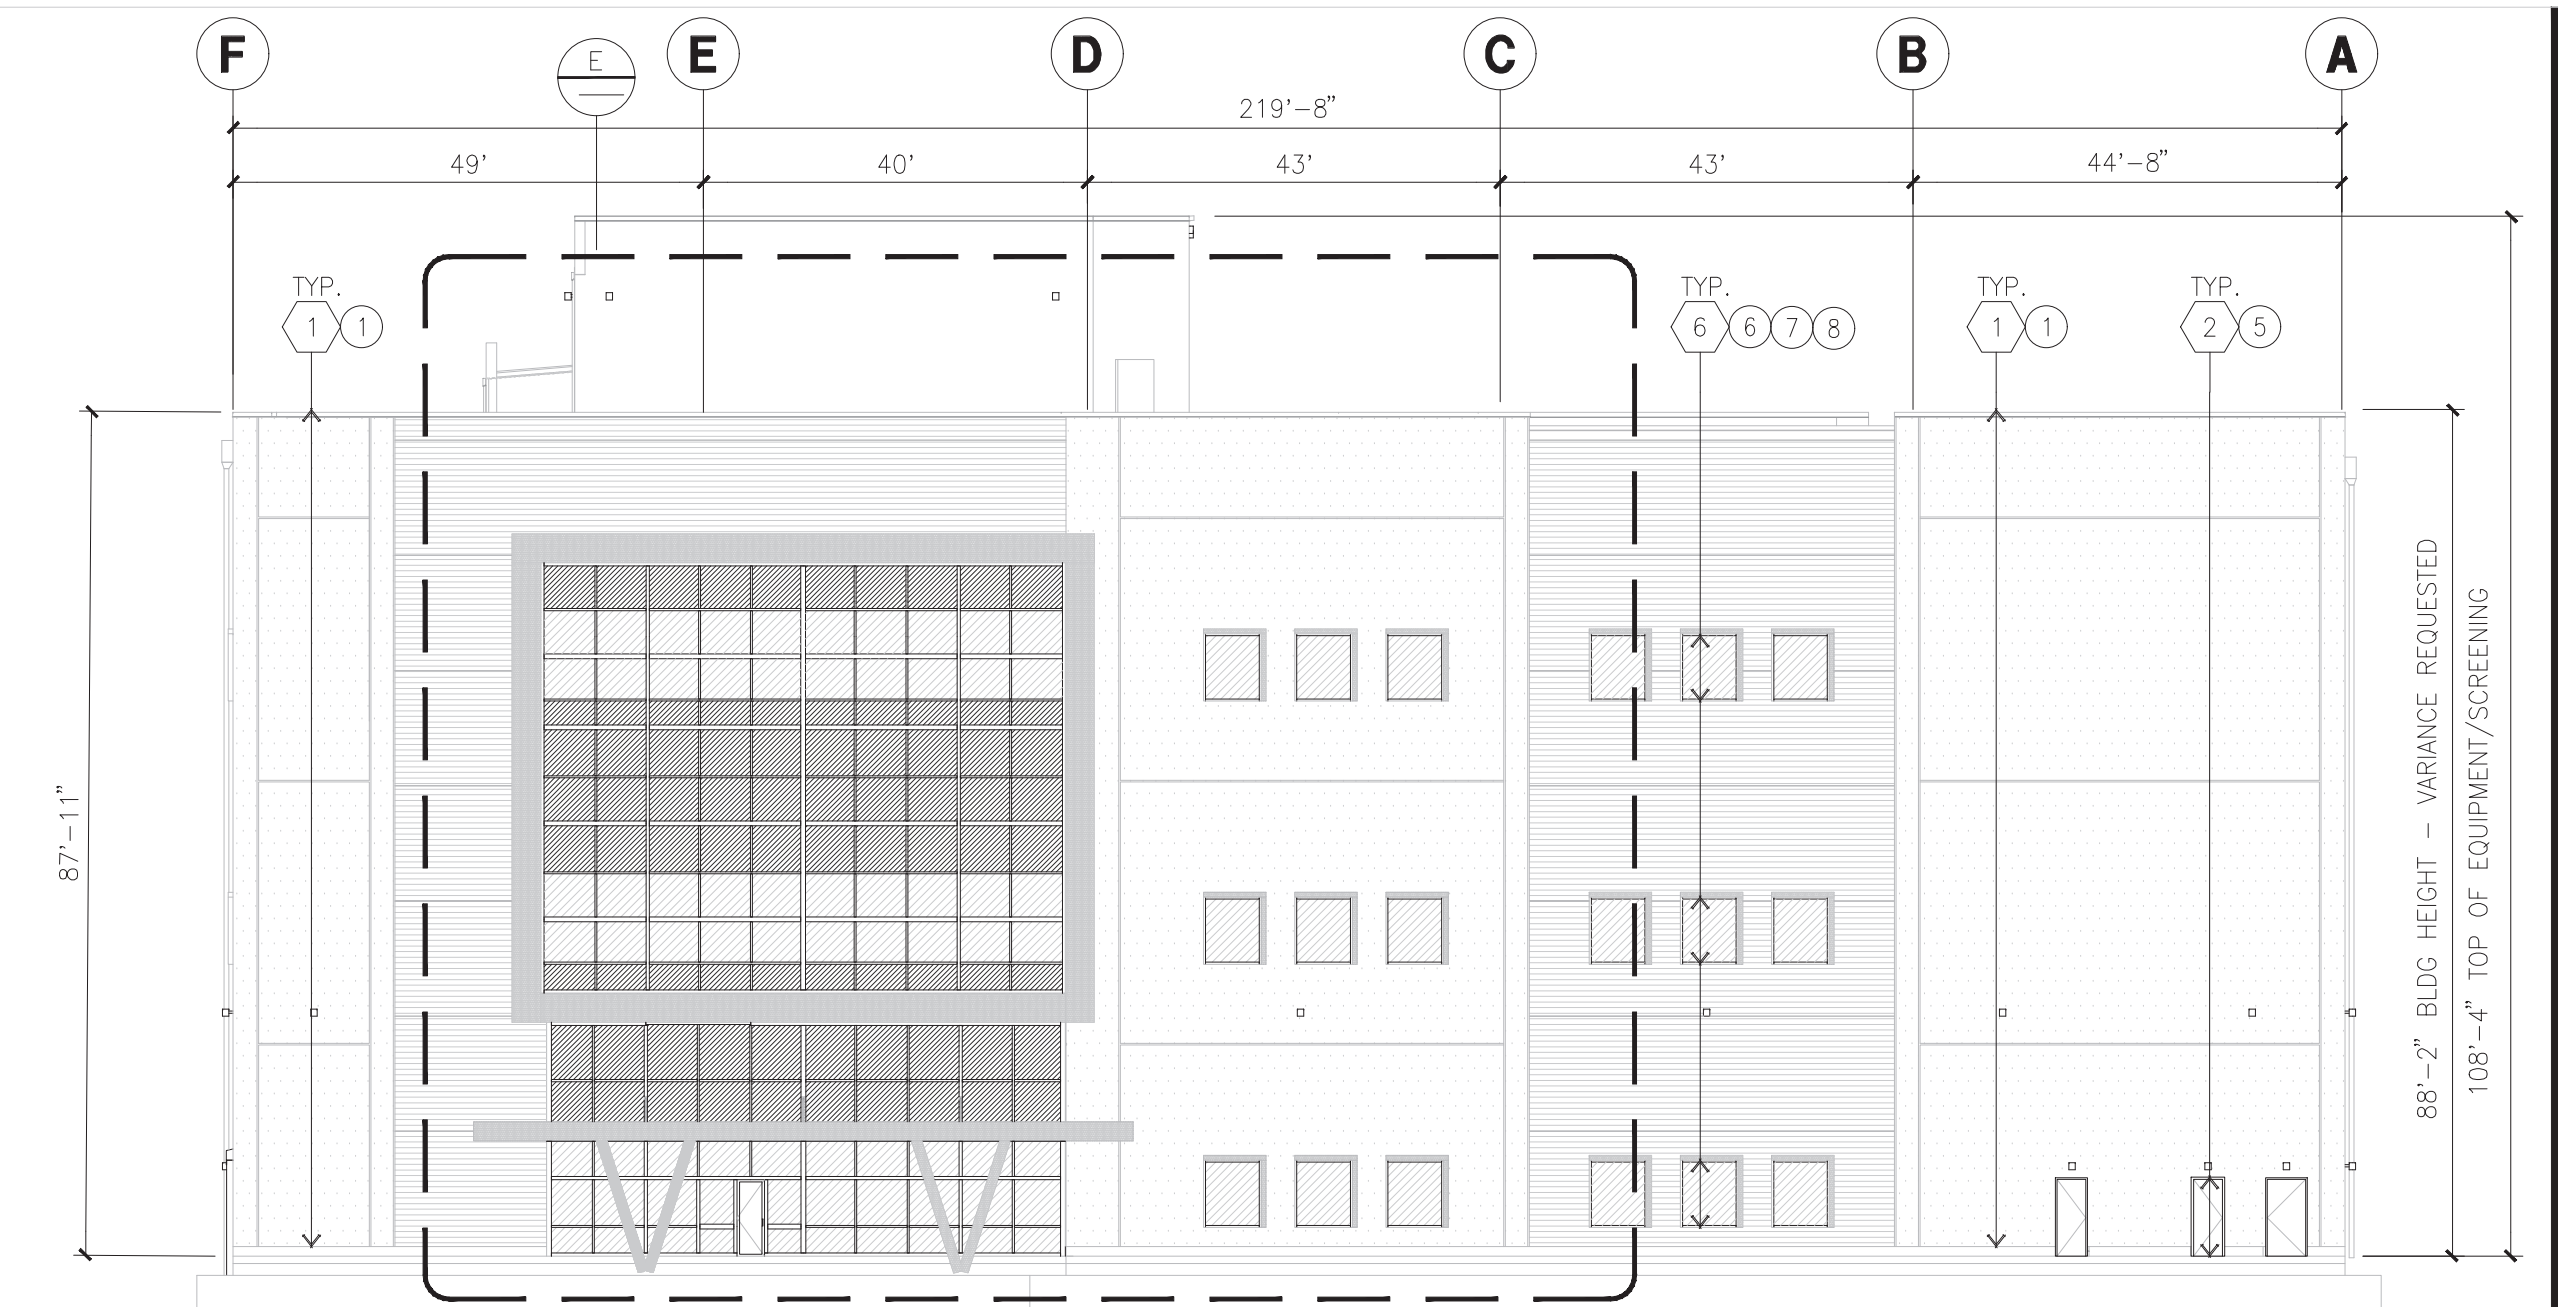 F
E
E
D
C
B
A
219'-8"
49'
40'
43'
43'
44'-8"
TYP.
1 1
TYP.
6 6 7 8
TYP.
1 1
TYP.
2 5
87'-11"
88'-2" BLDG HEIGHT - VARIANCE REQUESTED
108'-4" TOP OF EQUIPMENT/SCREENING